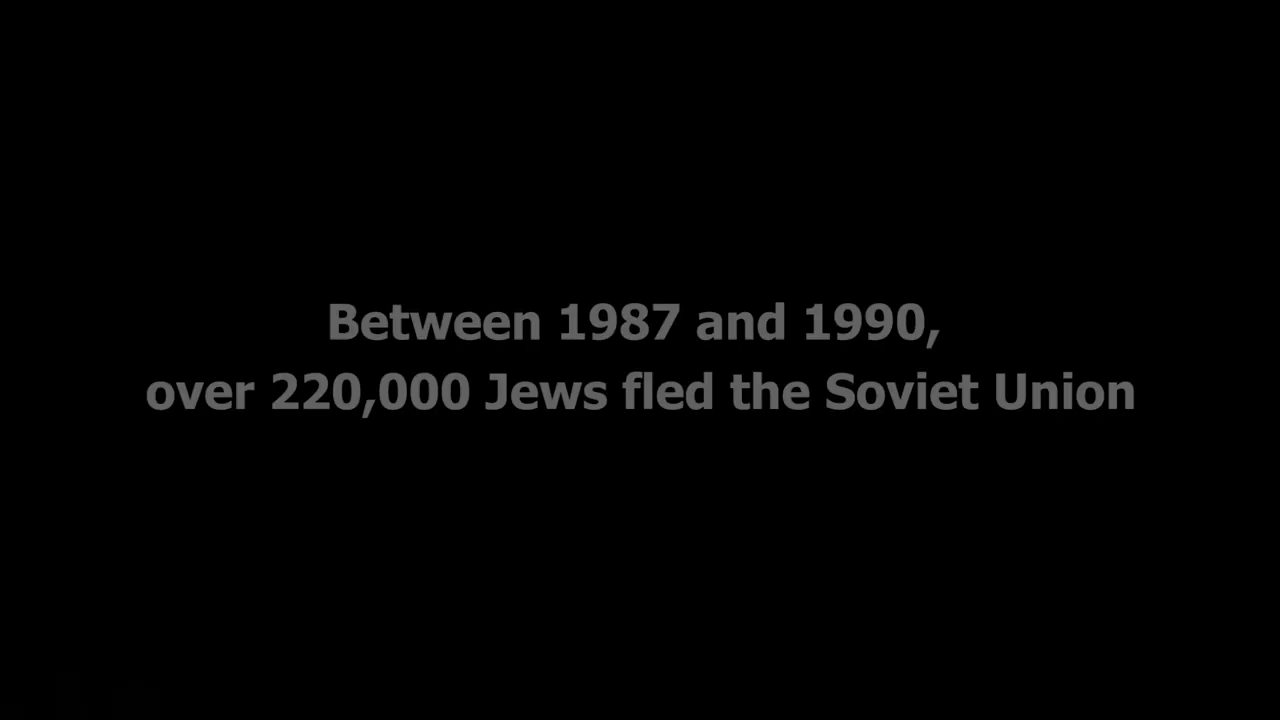 Between 1987 and 1990,
over 220,000 Jews fled the Soviet Union